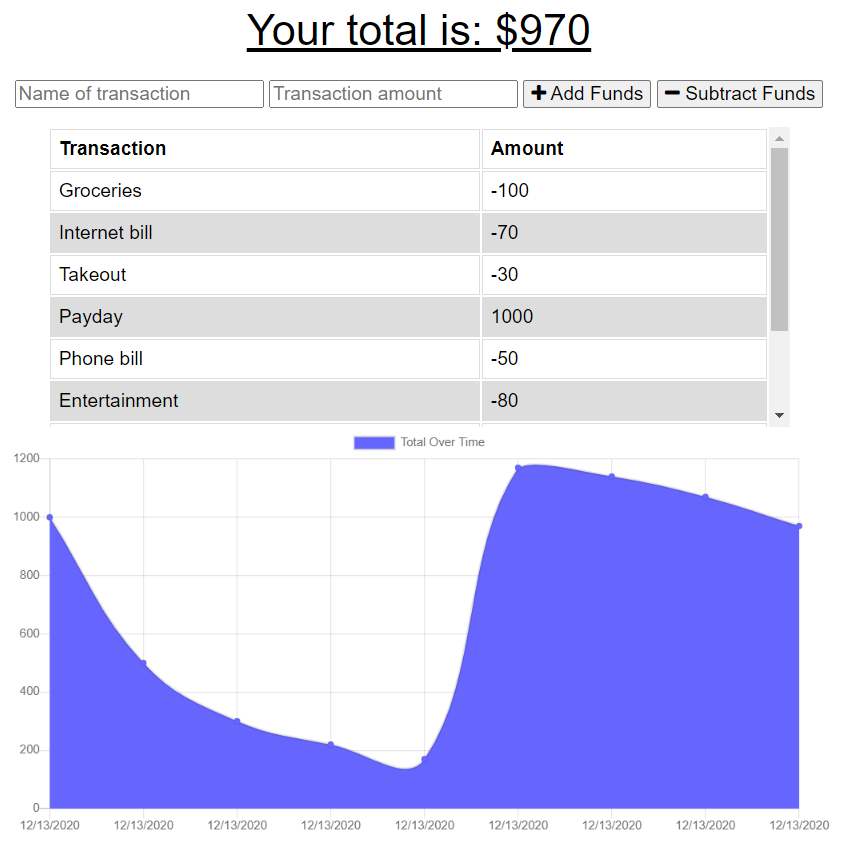 Your total is: $970
Name of transaction Transaction amount Add Funds Subtract Funds
Transaction Amount
Groceries -100
Internet bill -70
Takeout -30
Payday 1000
Phone bill -50
Entertainment -80
Total Over Time
1200
1000
800
600
400
200
0
12/13/2020 12/13/2020 12/13/2020 12/13/2020 12/13/2020 12/13/2020 12/13/2020 12/13/2020 12/13/2020